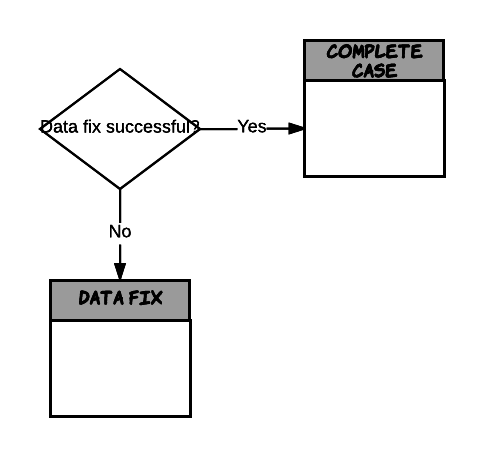 COMPLETE
CASE
Data fix successful?
Yes
No
DATA FIX